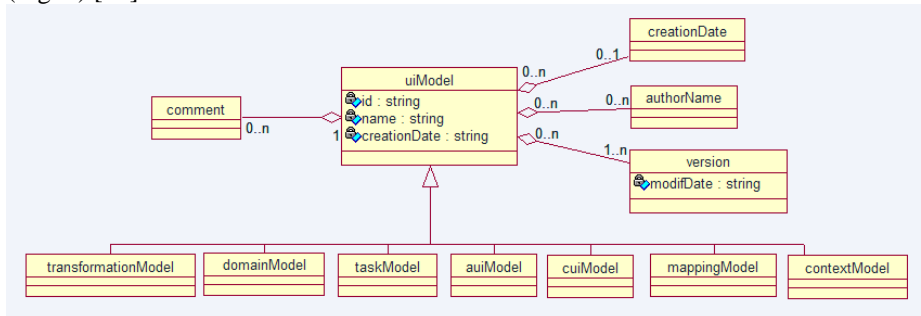 creationDate
0..1
0..n
uiModel
id : string
name : string
creationDate : string
comment
0..n
1
0..n
0..n
authorName
0..n
1..n
version
modifDate : string
transformationModel
domainModel
taskModel
auiModel
cuiModel
mappingModel
contextModel